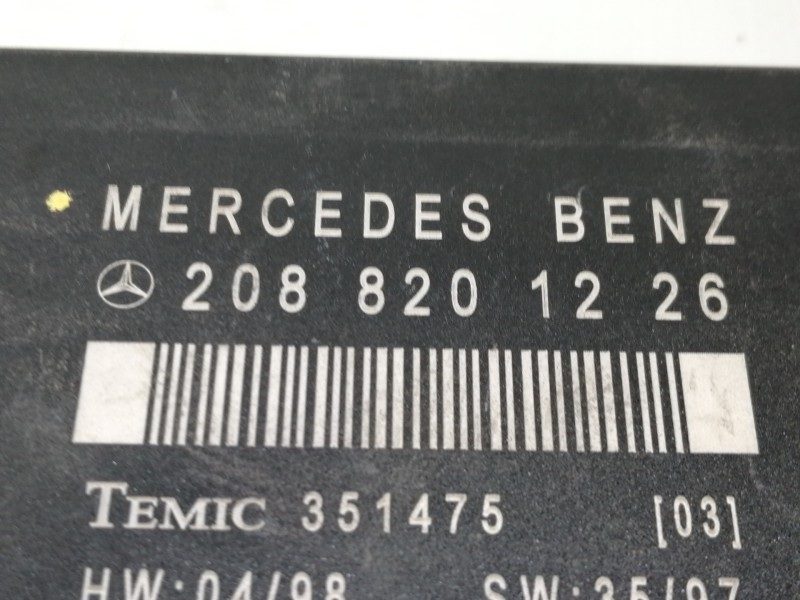 MERCEDES BENZ
208 820 12 26
TEMIC 351475 [03]
HW:04/98 SW:35/97